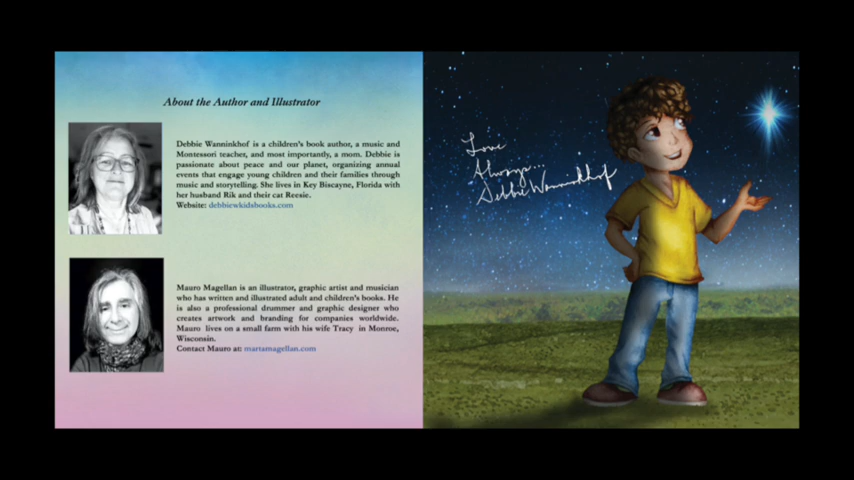 About the Author and Illustrator
Debbie Wanninkhof is a children's book author, a music and
Montessori teacher, and most importantly, a mom. Debbie is
passionate about peace and our planet, organizing annual
events that engage young children and their families through
music and storytelling. She lives in Key Biscayne, Florida with
her husband Rik and their cat Reesie.
Website: debbiewkidsbooks.com
Mauro Magellan is an illustrator, graphic artist and musician
who has written and illustrated adult and children's books. He
is also a professional drummer and graphic designer who
creates artwork and branding for companies worldwide.
Mauro lives on a small farm with his wife Tracy in Monroe,
Wisconsin.
Contact Mauro at: martamagellan.com
Love
Always...
Debbie Wanninkhof